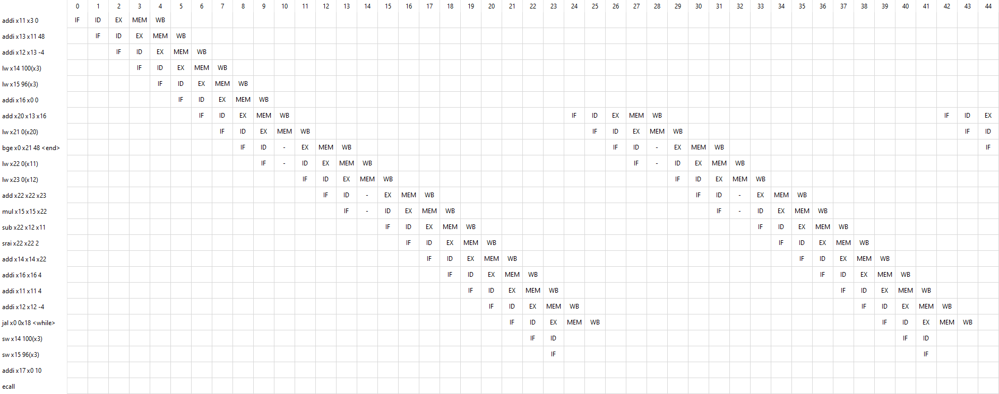 0 1 2 3 4 5 6 7 8 9 10 11 12 13 14 15 16 17 18 19 20 21 22 23 24 25 26 27 28 29 30 31 32 33 34 35 36 37 38 39 40 41 42 43 44
addi x11 x3 0 IF ID EX MEM WB
addi x13 x11 48 IF ID EX MEM WB
addi x12 x13 -4 IF ID EX MEM WB
lw x14 100(x3) IF ID EX MEM WB
lw x15 96(x3) IF ID EX MEM WB
addi x16 x0 0 IF ID EX MEM WB
add x20 x13 x16 IF ID EX MEM WB IF ID EX MEM WB IF ID EX
lw x21 0(x20) IF ID EX MEM WB IF ID EX MEM WB IF ID
bge x0 x21 48 <end> IF ID - EX MEM WB IF ID - EX MEM WB IF
lw x22 0(x11) IF - ID EX MEM WB IF - ID EX MEM WB
lw x23 0(x12) IF ID EX MEM WB IF ID EX MEM WB
add x22 x22 x23 IF ID - EX MEM WB IF ID - EX MEM WB
mul x15 x15 x22 IF - ID EX MEM WB IF - ID EX MEM WB
sub x22 x12 x11 IF ID EX MEM WB IF ID EX MEM WB
srai x22 x22 2 IF ID EX MEM WB IF ID EX MEM WB
add x14 x14 x22 IF ID EX MEM WB IF ID EX MEM WB
addi x16 x16 4 IF ID EX MEM WB IF ID EX MEM WB
addi x11 x11 4 IF ID EX MEM WB IF ID EX MEM WB
addi x12 x12 -4 IF ID EX MEM WB IF ID EX MEM WB
jal x0 0x18 <while> IF ID EX MEM WB IF ID EX MEM WB
sw x14 100(x3) IF ID IF ID
sw x15 96(x3) IF IF
addi x17 x0 10
ecall